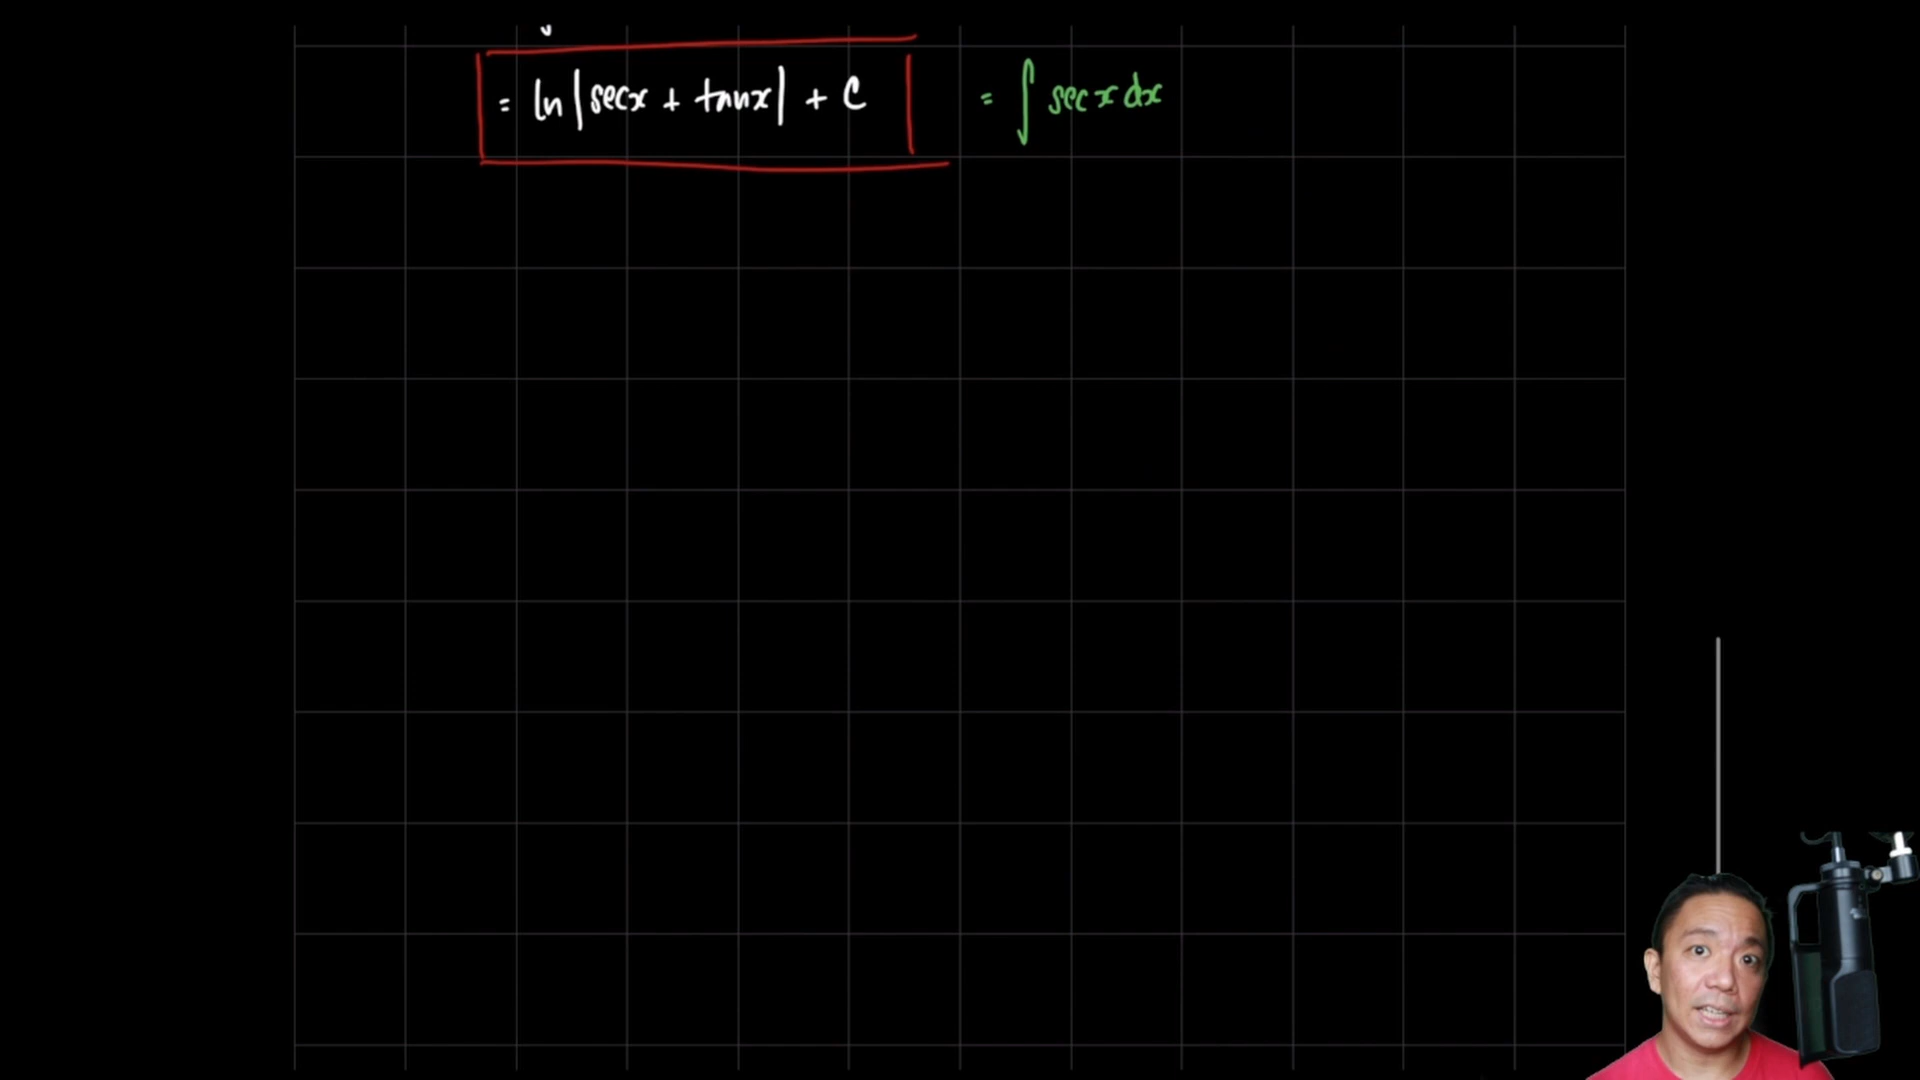 = ln|secx + tanx| + C = ∫ sec x dx